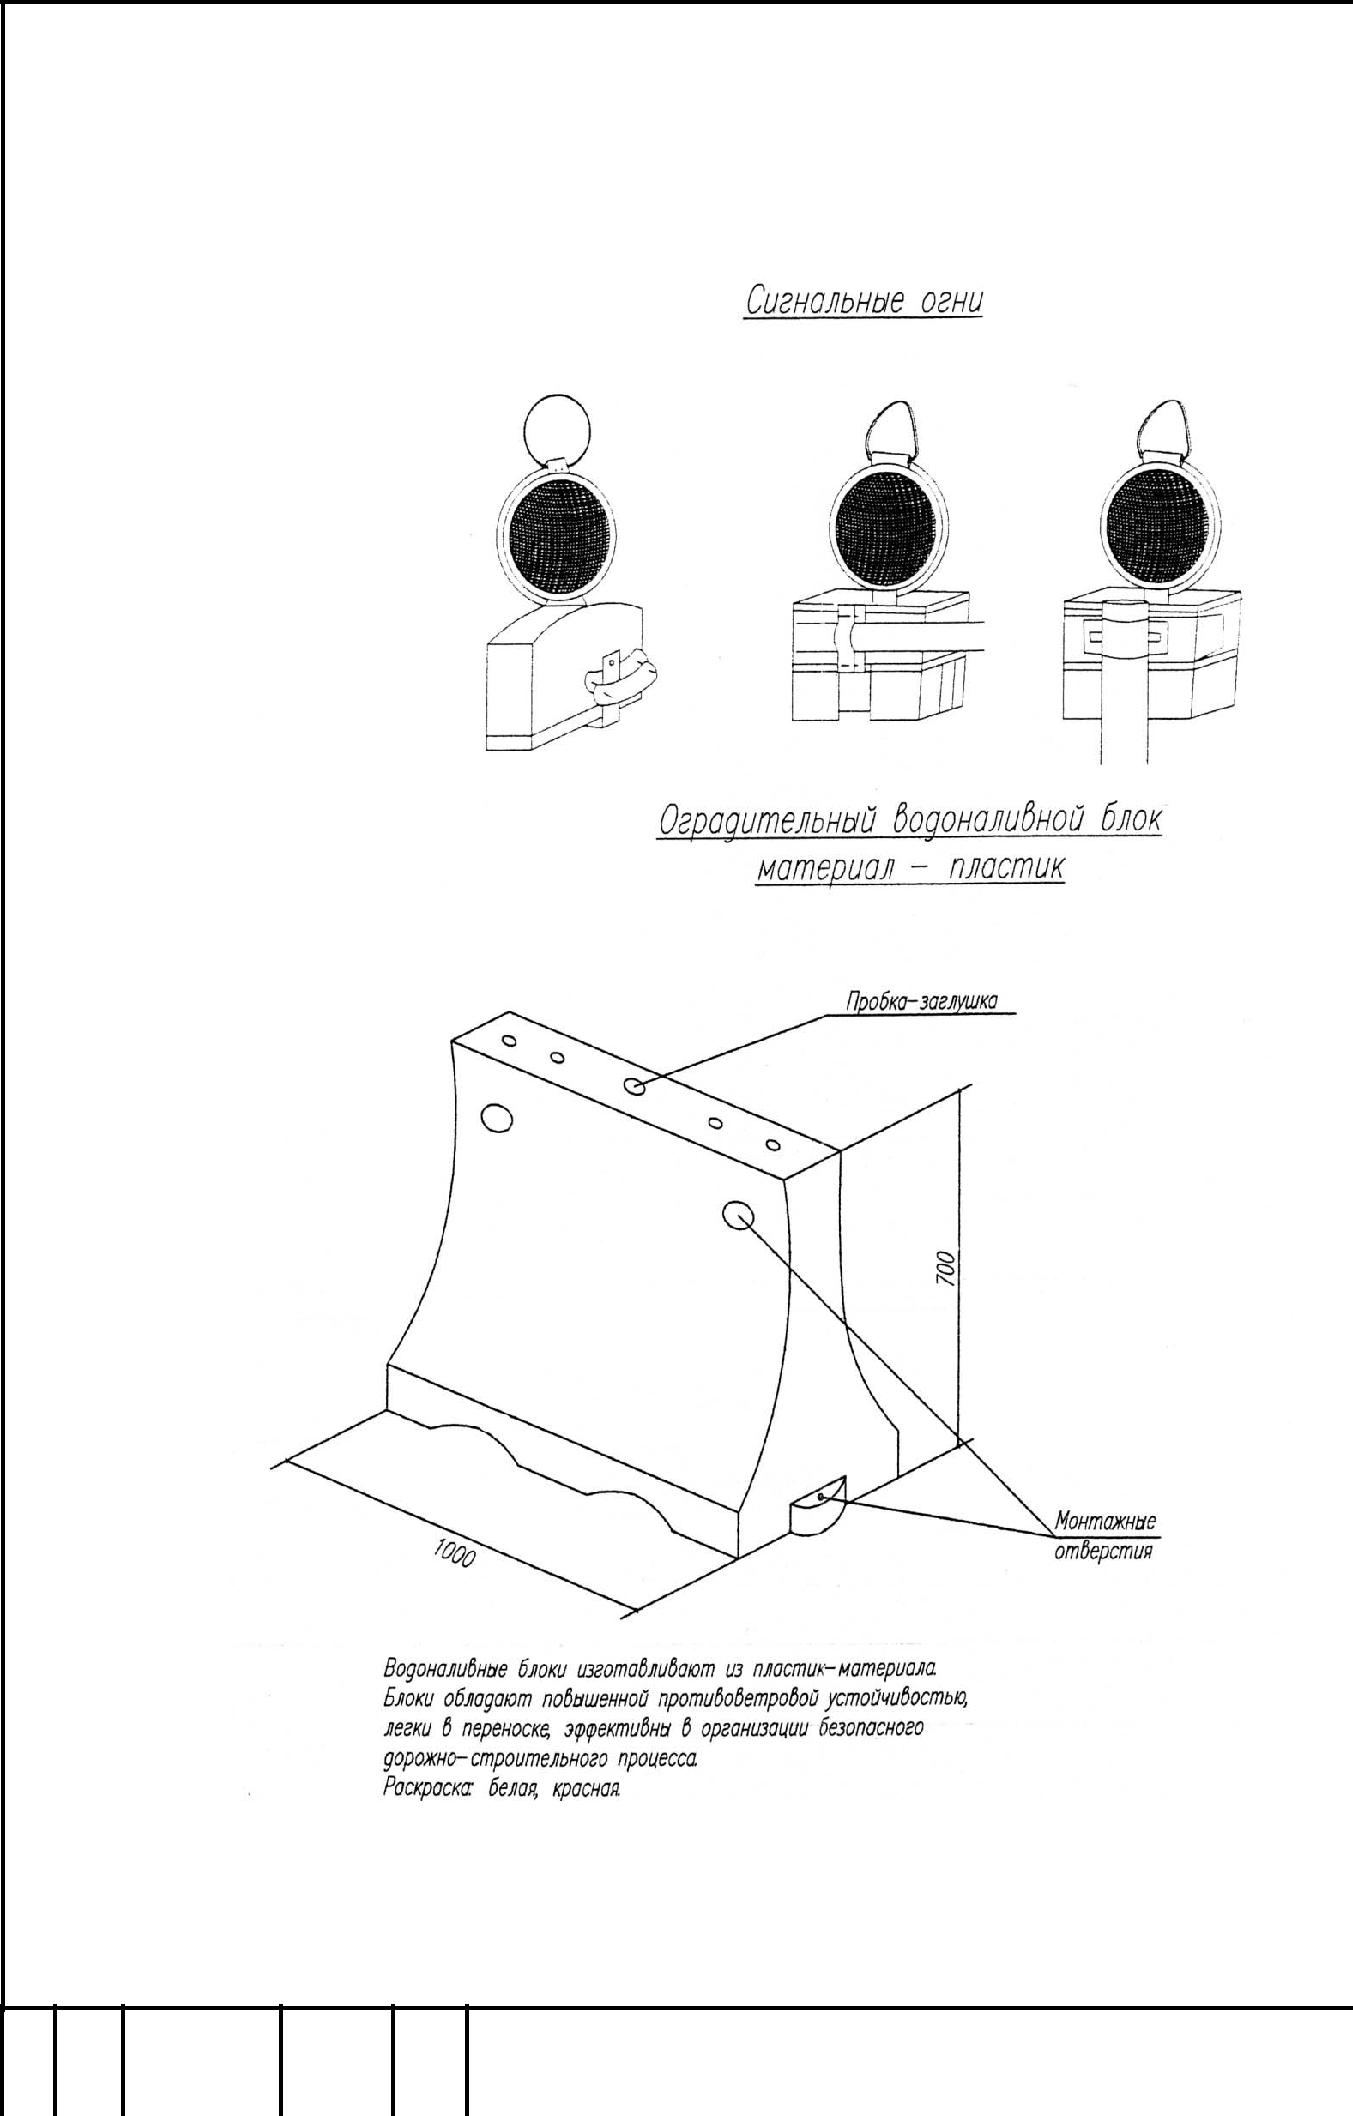 Сигнальные огни
Оградительный водоналивной блок
материал – пластик
Пробка-заглушка
700
1000
Монтажные
отверстия
Водоналивные блоки изготавливают из пластик-материала.
Блоки обладают повышенной противоветровой устойчивостью,
легки в переноске, эффективны в организации безопасного
дорожно-строительного процесса.
Раскраска: белая, красная.